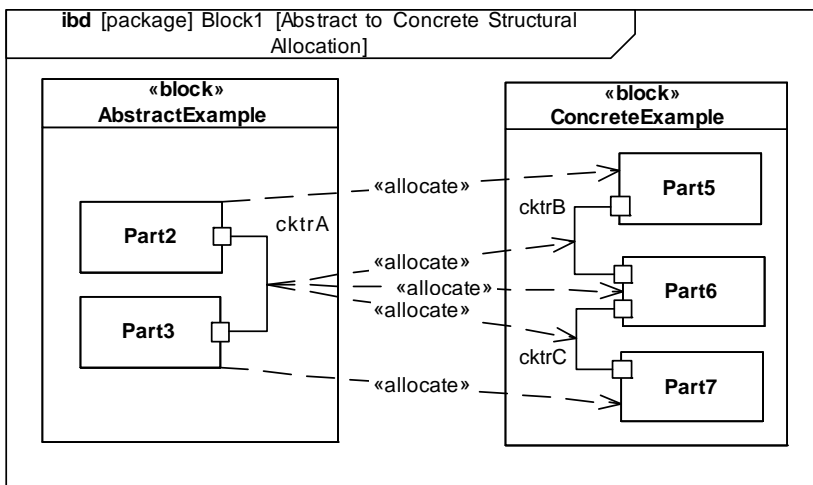 ibd [package] Block1 [Abstract to Concrete Structural
Allocation]
«block»
AbstractExample
«block»
ConcreteExample
«allocate»
Part5
cktrA
cktrB
Part2
«allocate»
«allocate»
Part6
«allocate»
Part3
cktrC
«allocate»
Part7